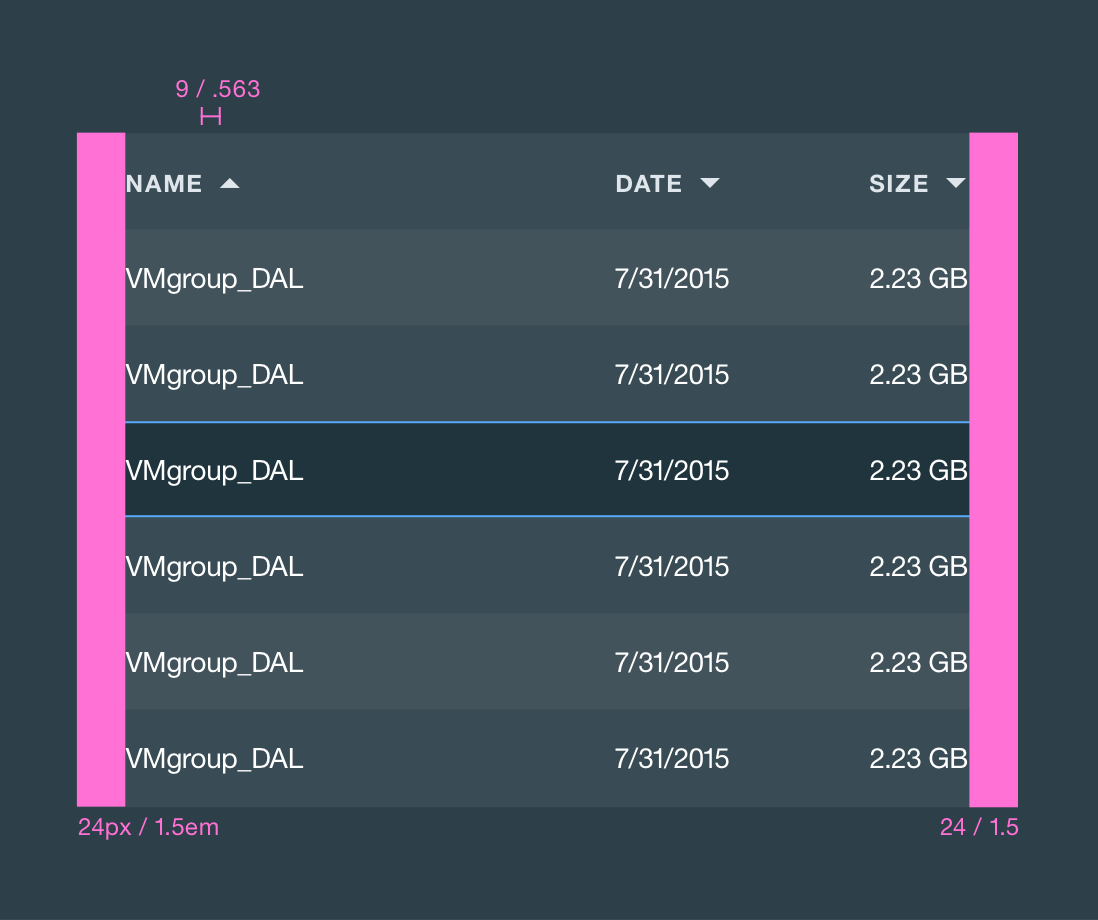 9 / .563
NAME DATE SIZE
VMgroup_DAL 7/31/2015 2.23 GB
VMgroup_DAL 7/31/2015 2.23 GB
VMgroup_DAL 7/31/2015 2.23 GB
VMgroup_DAL 7/31/2015 2.23 GB
VMgroup_DAL 7/31/2015 2.23 GB
VMgroup_DAL 7/31/2015 2.23 GB
24px / 1.5em 24 / 1.5